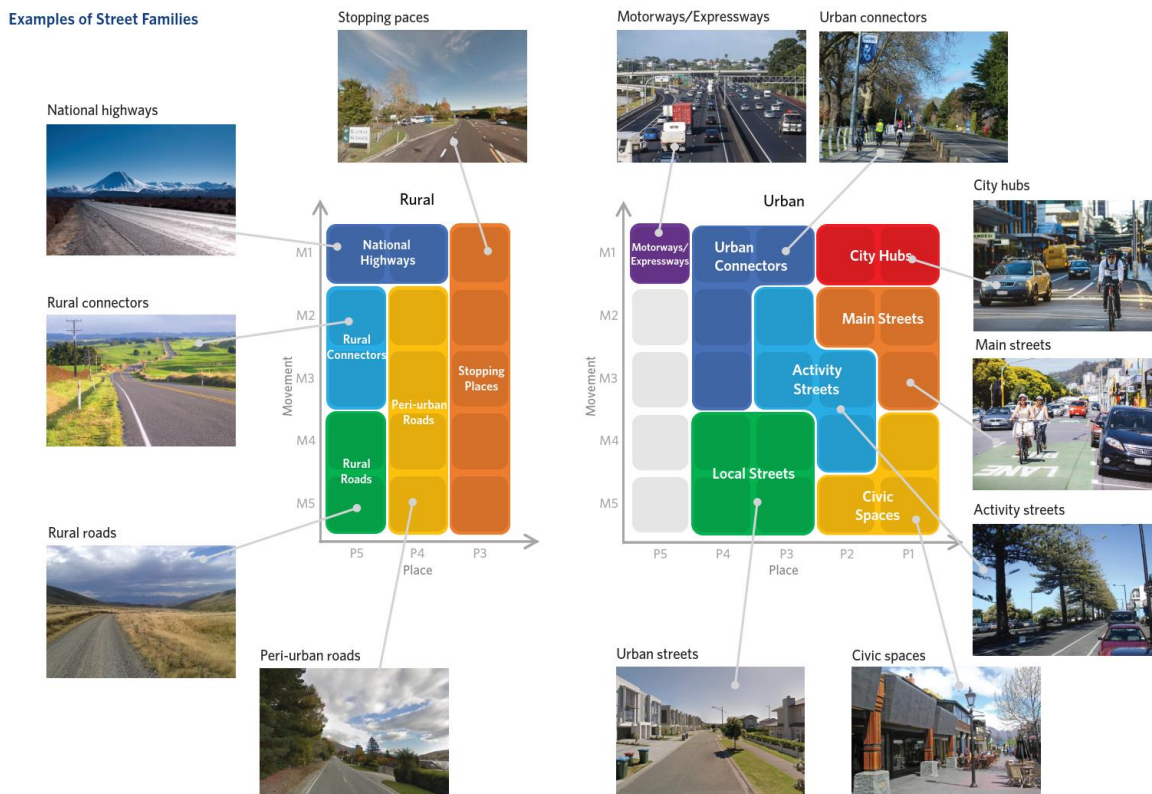 Examples of Street Families
Stopping paces
Motorways/Expressways
Urban connectors
National highways
City hubs
Rural
Urban
M1
National
Highways
M1
Motorways/
Expressways
Urban
Connectors
City Hubs
Rural connectors
M2
Rural
Connectors
M2
Main Streets
Main streets
Movement
M3
Stopping
Places
Movement
M3
Activity
Streets
Peri-urban
Roads
M4
Rural
Roads
M4
Local Streets
LANE
M5
M5
Civic
Spaces
Activity streets
Rural roads
P5
P4
P3
Place
P5
P4
P3
P2
P1
Place
Peri-urban roads
Urban streets
Civic spaces